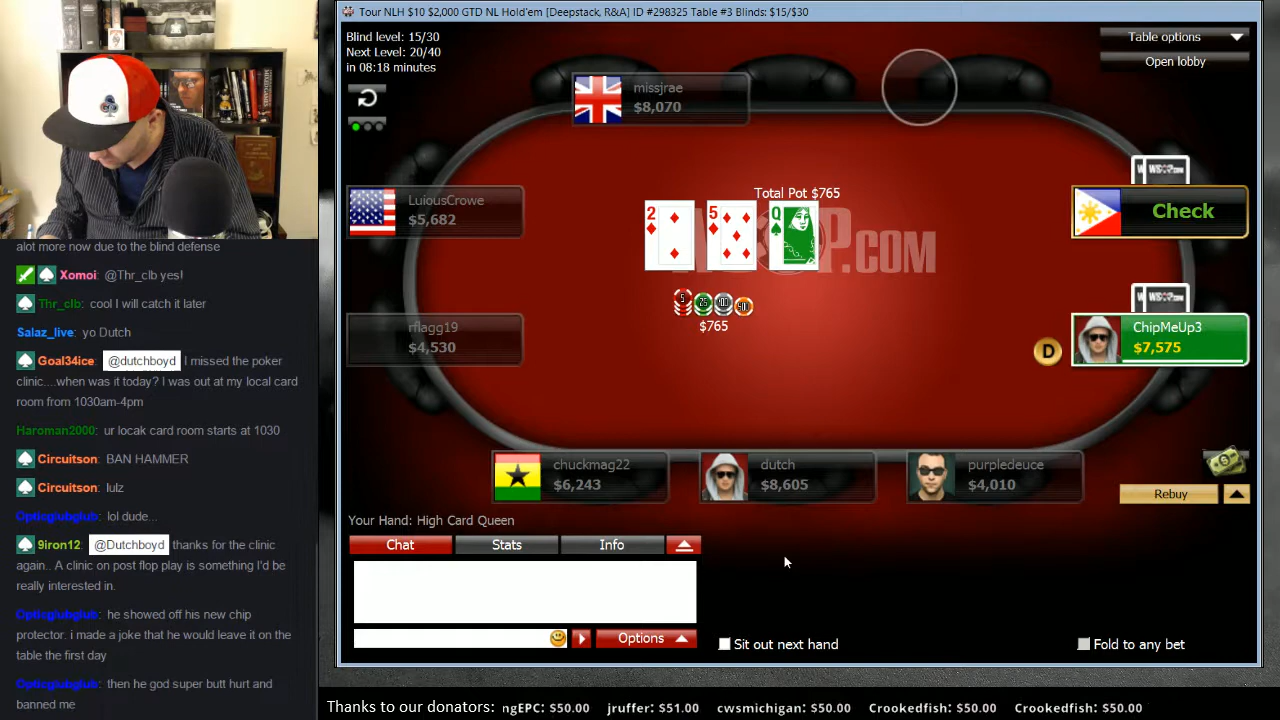 Tour NLH $10 $2,000 GTD NL Hold'em [Deepstack, R&A] ID #298325 Table #3 Blinds: $15/$30
Blind level: 15/30
Next Level: 20/40
in 08:18 minutes
Table options
Open lobby
missjrae
$8,070
LuiousCrowe
$5,682
Total Pot $765
2
5
Q
.COM
$765
Check
rflagg19
$4,530
D
ChipMeUp3
$7,575
chuckmag22
$6,243
dutch
$8,605
purpledeuce
$4,010
Rebuy
Your Hand: High Card Queen
Chat
Stats
Info
Options
Sit out next hand
Fold to any bet
alot more now due to the blind defense
Xomoi: @Thr_clb yes!
Thr_clb: cool I will catch it later
Salaz_live: yo Dutch
Goal34ice: @dutchboyd I missed the poker
clinic....when was it today? I was out at my local card
room from 1030am-4pm
Haroman2000: ur locak card room starts at 1030
Circuitson: BAN HAMMER
Circuitson: lulz
Opticglubglub: lol dude...
9iron12: @Dutchboyd thanks for the clinic
again.. A clinic on post flop play is something I'd be
really interested in.
Opticglubglub: he showed off his new chip
protector. i made a joke that he would leave it on the
table the first day
Opticglubglub: then he god super butt hurt and
banned me
Thanks to our donators: ngEPC: $50.00 jruffer: $51.00 cwsmichigan: $50.00 Crookedfish: $50.00 Crookedfish: $50.00